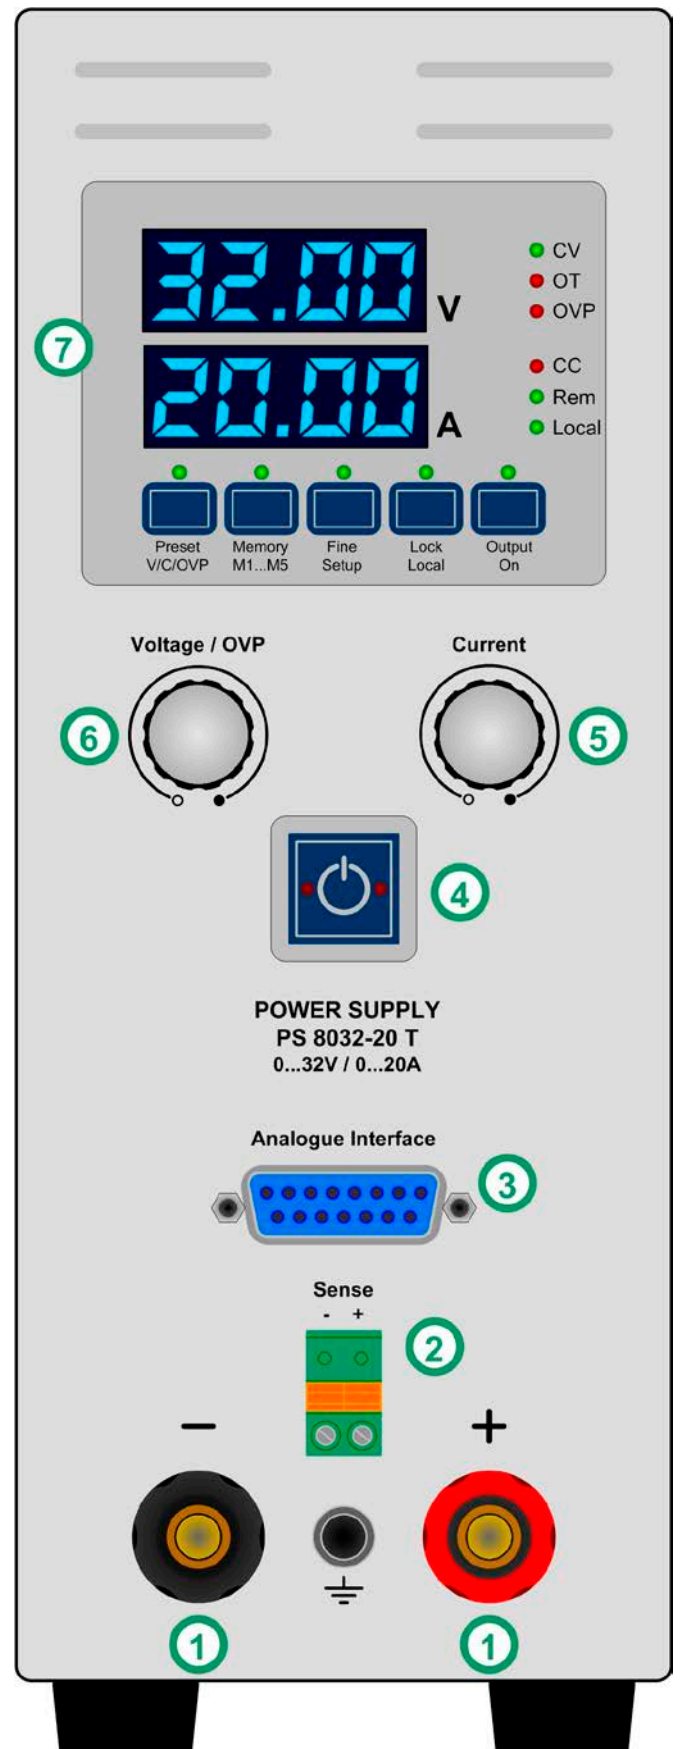 32.00 V
CV
OT
OVP
7
20.00 A
CC
Rem
Local
Preset
V/C/OVP
Memory
M1...M5
Fine
Setup
Lock
Local
Output
On
Voltage / OVP
Current
6
5
4
POWER SUPPLY
PS 8032-20 T
0...32V / 0...20A
Analogue Interface
3
Sense
- +
2
− +
1 1